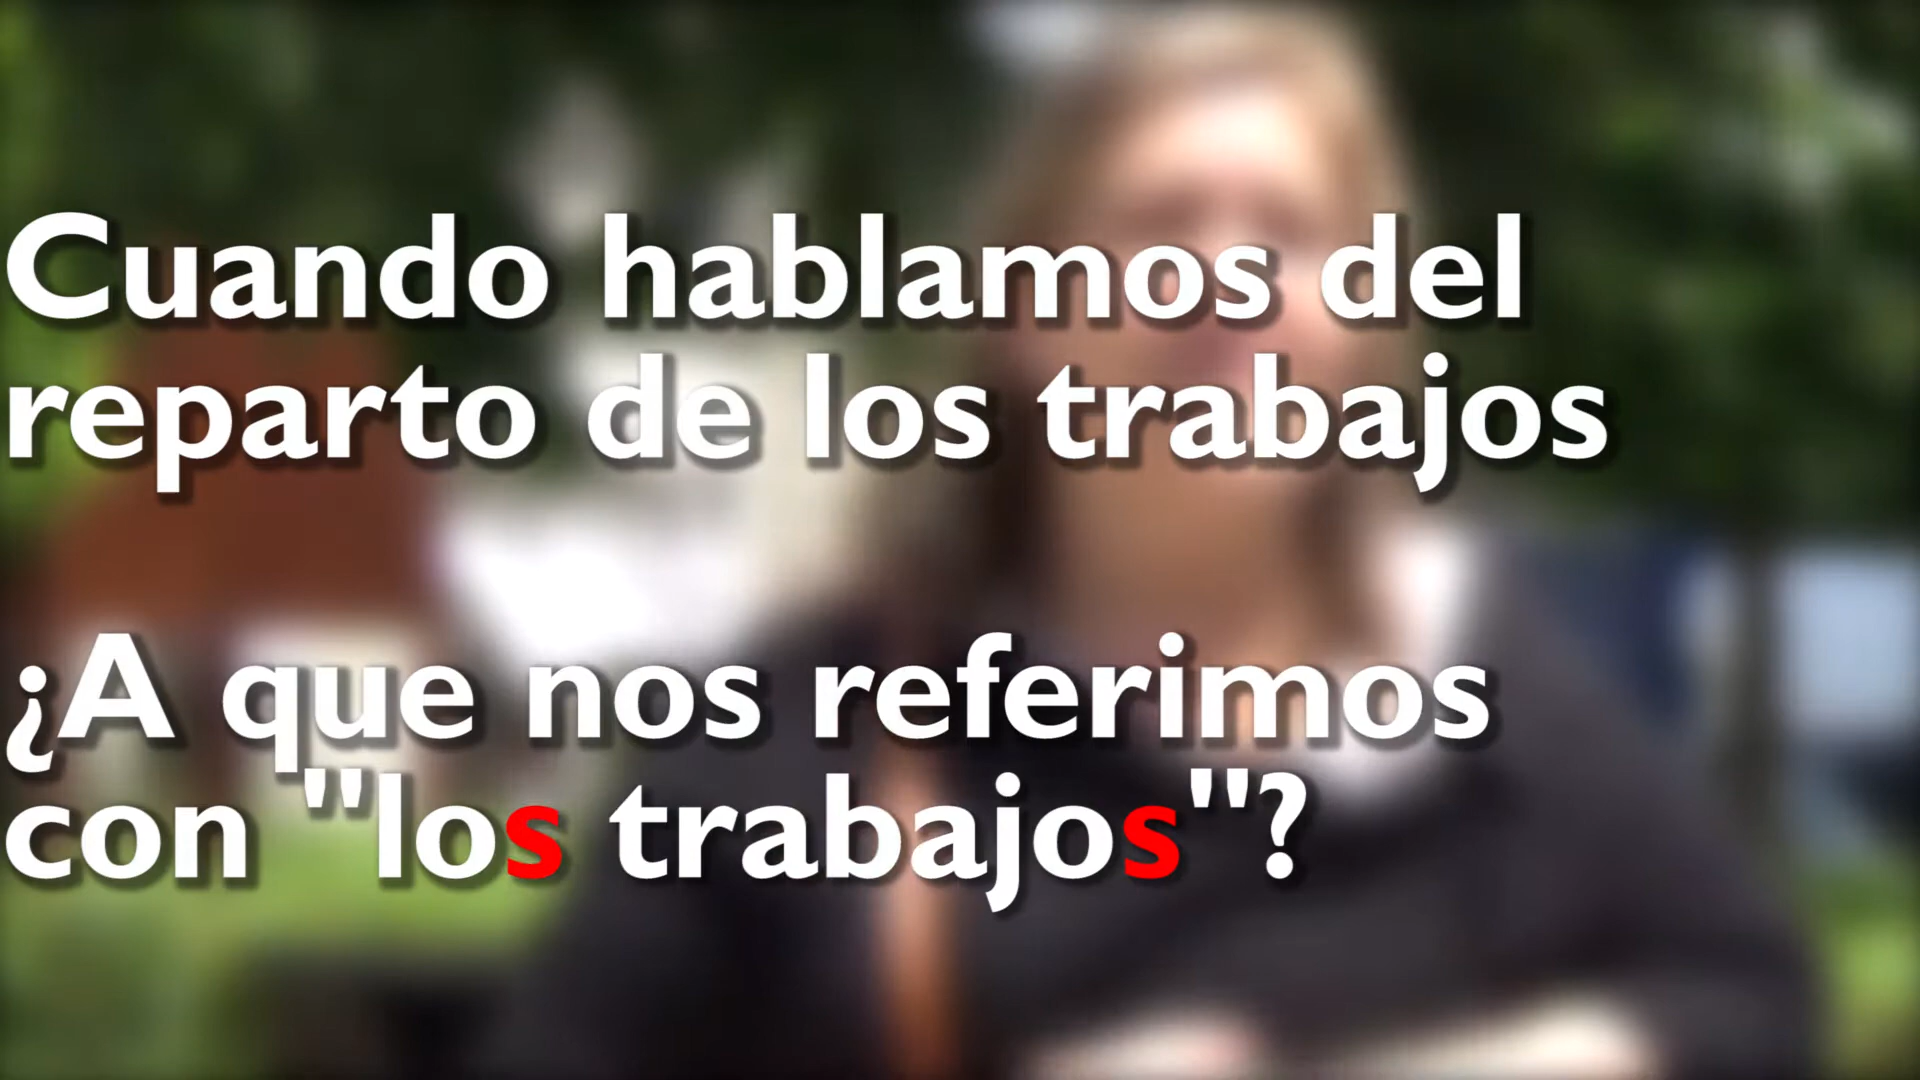 Cuando hablamos del
reparto de los trabajos
¿A que nos referimos
con "los trabajos"?